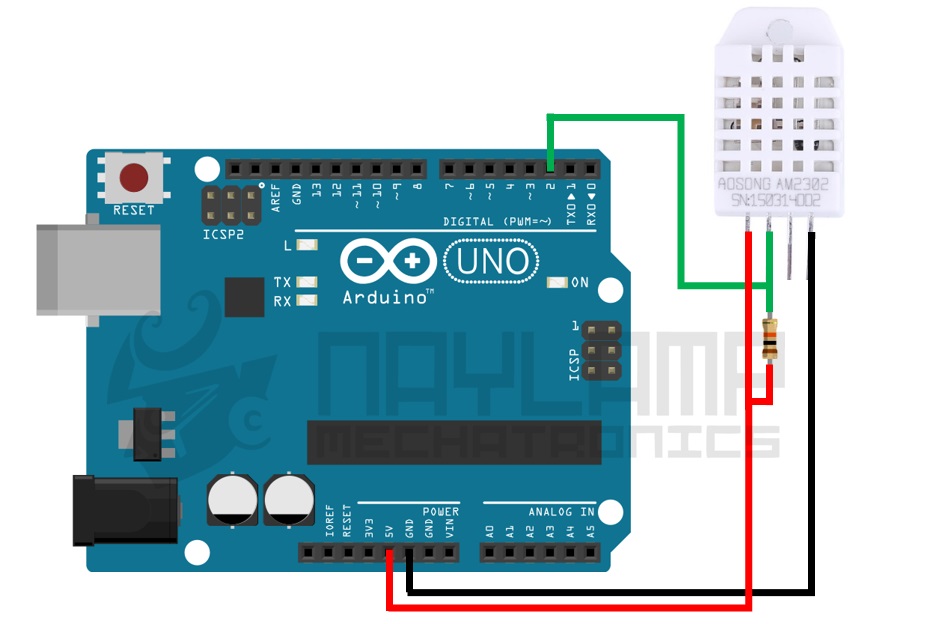 AOSONG AM2302
SN:150314D02
RESET
ICSP2
AREF
GND
13
12
~11
~10
~9
8
7
~6
~5
4
~3
2
TX0▶1
RX0◀0
DIGITAL (PWM=~)
L
TX
RX
UNO
Arduino™
ON
1
ICSP
NAYLAMP
MECHATRONICS
POWER
ANALOG IN
IOREF
RESET
3V3
5V
GND
GND
VIN
A0
A1
A2
A3
A4
A5